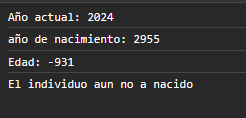 Año actual: 2024
año de nacimiento: 2955
Edad: -931
El individuo aun no a nacido